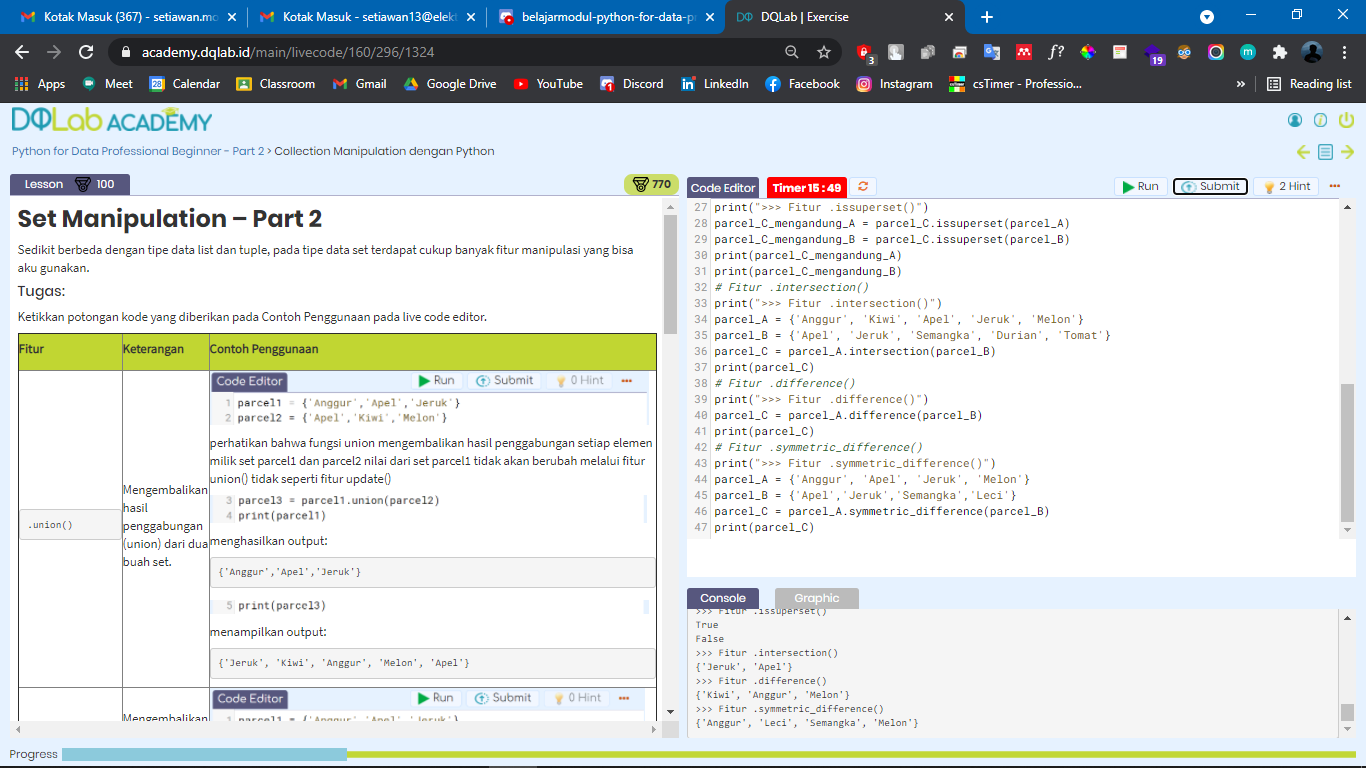 Kotak Masuk (367) - setiawan.mo
Kotak Masuk - setiawan13@elekt
belajarmodul-python-for-data-p
DQLab | Exercise
academy.dqlab.id/main/livecode/160/296/1324
3
19
Apps
Meet
28
Calendar
Classroom
Gmail
Google Drive
YouTube
Discord
LinkedIn
Facebook
Instagram
csTimer - Professio...
»
Reading list
DQLab ACADEMY
Python for Data Professional Beginner - Part 2 > Collection Manipulation dengan Python
Lesson 100
770
Set Manipulation – Part 2
Sedikit berbeda dengan tipe data list dan tuple, pada tipe data set terdapat cukup banyak fitur manipulasi yang bisa
aku gunakan.
Tugas:
Ketikkan potongan kode yang diberikan pada Contoh Penggunaan pada live code editor.
Fitur Keterangan Contoh Penggunaan
.union()
Mengembalikan
hasil
penggabungan
(union) dari dua
buah set.
Code Editor Run Submit 0 Hint
1 parcel1 = {'Anggur','Apel','Jeruk'}
2 parcel2 = {'Apel','Kiwi','Melon'}
perhatikan bahwa fungsi union mengembalikan hasil penggabungan setiap elemen
milik set parcel1 dan parcel2 nilai dari set parcel1 tidak akan berubah melalui fitur
union() tidak seperti fitur update()
3 parcel3 = parcel1.union(parcel2)
4 print(parcel1)
menghasilkan output:
{'Anggur','Apel','Jeruk'}
5 print(parcel3)
menampilkan output:
{'Jeruk', 'Kiwi', 'Anggur', 'Melon', 'Apel'}
Mengembalikan
Code Editor Run Submit 0 Hint
1 parcel1 = {'Anggur','Apel','Jeruk'}
Code Editor Timer 15 : 49 Run Submit 2 Hint
27 print(">>> Fitur .issuperset()")
28 parcel_C_mengandung_A = parcel_C.issuperset(parcel_A)
29 parcel_C_mengandung_B = parcel_C.issuperset(parcel_B)
30 print(parcel_C_mengandung_A)
31 print(parcel_C_mengandung_B)
32 # Fitur .intersection()
33 print(">>> Fitur .intersection()")
34 parcel_A = {'Anggur', 'Kiwi', 'Apel', 'Jeruk', 'Melon'}
35 parcel_B = {'Apel', 'Jeruk', 'Semangka', 'Durian', 'Tomat'}
36 parcel_C = parcel_A.intersection(parcel_B)
37 print(parcel_C)
38 # Fitur .difference()
39 print(">>> Fitur .difference()")
40 parcel_C = parcel_A.difference(parcel_B)
41 print(parcel_C)
42 # Fitur .symmetric_difference()
43 print(">>> Fitur .symmetric_difference()")
44 parcel_A = {'Anggur', 'Apel', 'Jeruk', 'Melon'}
45 parcel_B = {'Apel','Jeruk','Semangka','Leci'}
46 parcel_C = parcel_A.symmetric_difference(parcel_B)
47 print(parcel_C)
Console Graphic
>>> Fitur .issuperset()
True
False
>>> Fitur .intersection()
{'Jeruk', 'Apel'}
>>> Fitur .difference()
{'Kiwi', 'Anggur', 'Melon'}
>>> Fitur .symmetric_difference()
{'Anggur', 'Leci', 'Semangka', 'Melon'}
Progress